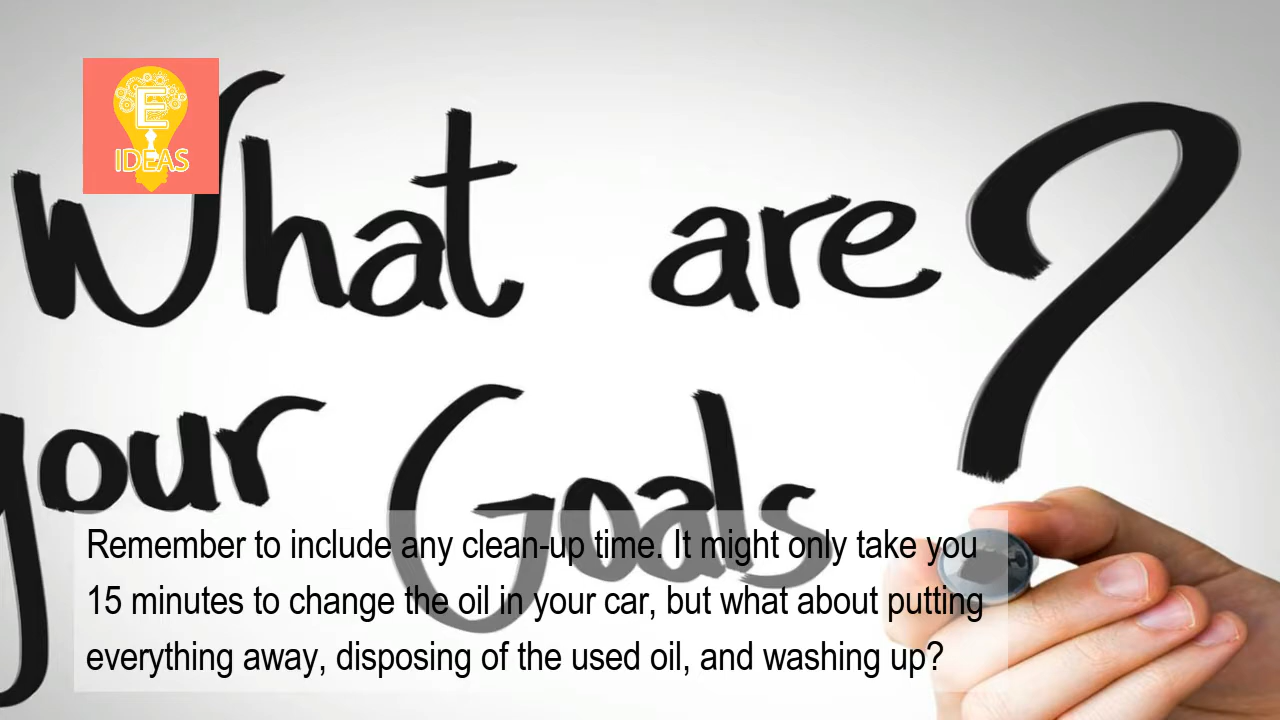 E
IDEAS
What are ?
your Goals
Remember to include any clean-up time. It might only take you
15 minutes to change the oil in your car, but what about putting
everything away, disposing of the used oil, and washing up?